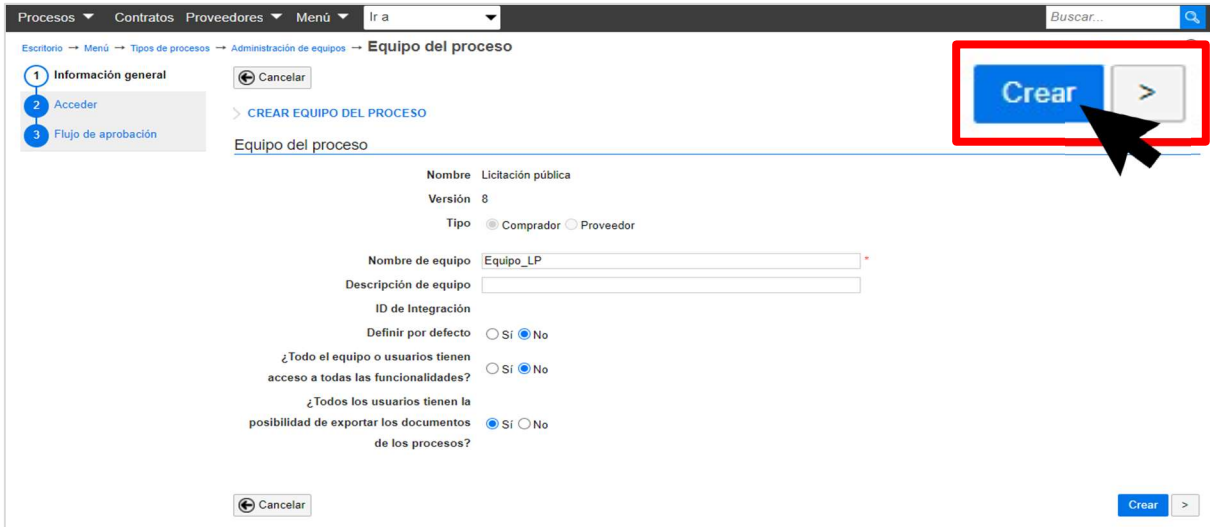 Procesos Contratos Proveedores Menú Ir a Buscar...
Escritorio → Menú → Tipos de procesos → Administración de equipos → Equipo del proceso
1 Información general
2 Acceder
3 Flujo de aprobación
Cancelar
Crear >
CREAR EQUIPO DEL PROCESO
Equipo del proceso
Nombre Licitación pública
Versión 8
Tipo Comprador Proveedor
Nombre de equipo Equipo_LP *
Descripción de equipo
ID de Integración
Definir por defecto Sí No
¿Todo el equipo o usuarios tienen
acceso a todas las funcionalidades? Sí No
¿Todos los usuarios tienen la
posibilidad de exportar los documentos Sí No
de los procesos?
Cancelar Crear >